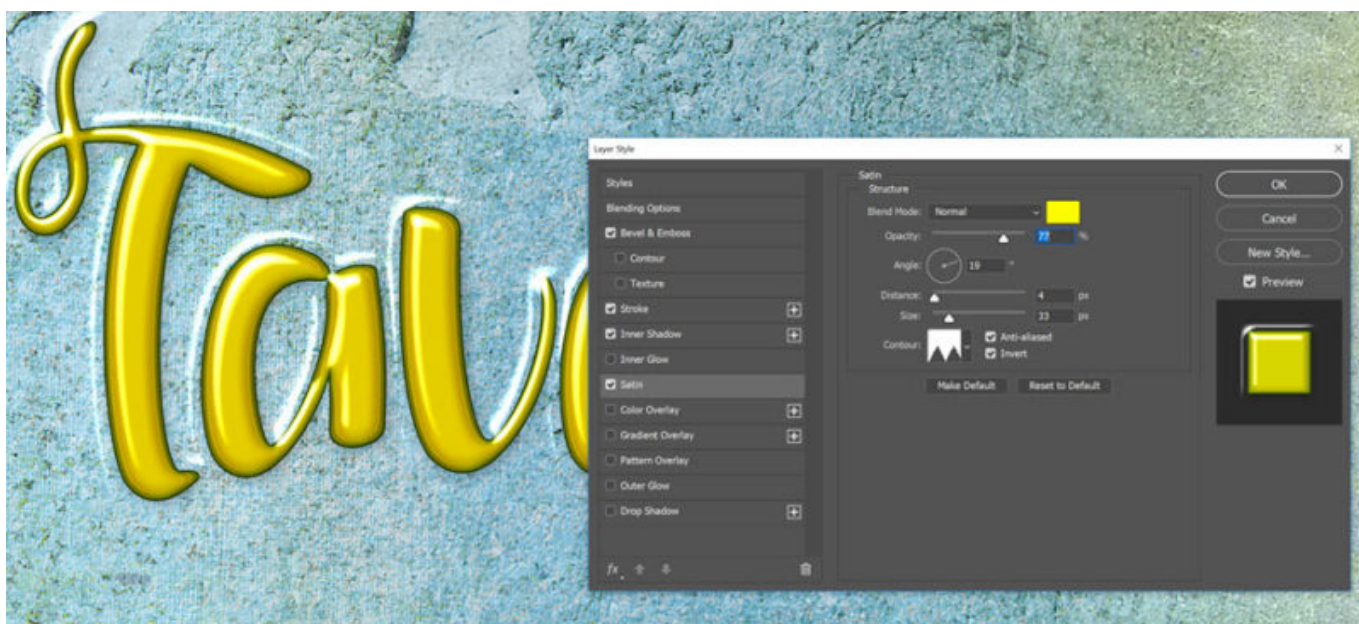 Tav
Layer Style
Styles
Blending Options
Bevel & Emboss
Contour
Texture
Stroke
Inner Shadow
Inner Glow
Satin
Color Overlay
Gradient Overlay
Pattern Overlay
Outer Glow
Drop Shadow
fx
Satin
Structure
Blend Mode: Normal
Opacity: 77 %
Angle: 19 °
Distance: 4 px
Size: 33 px
Contour: Anti-aliased
Invert
Make Default Reset to Default
OK
Cancel
New Style...
Preview